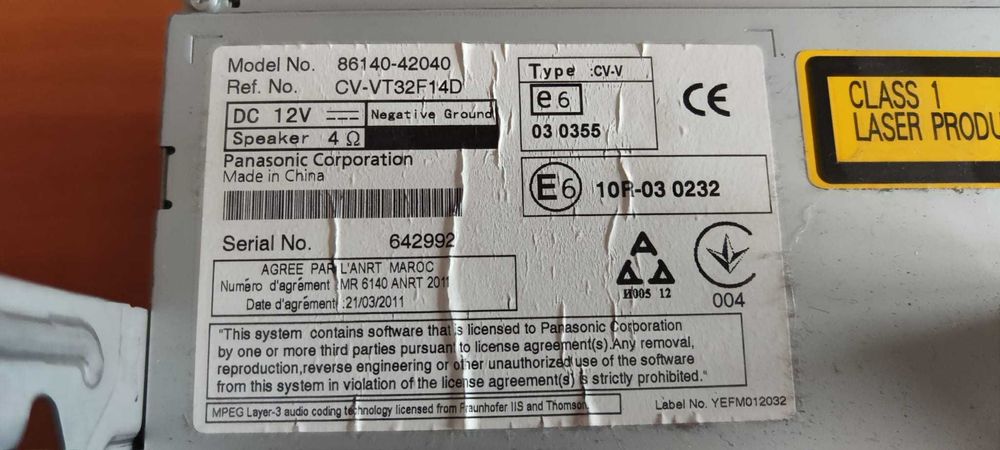 Model No. 86140-42040
Ref. No. CV-VT32F14D
DC 12V Negative Ground
Speaker 4 Ω
Panasonic Corporation
Made in China
Serial No. 642992
AGREE PAR L'ANRT MAROC
Numéro d'agrément :MR 6140 ANRT 2011
Date d'agrément :21/03/2011
Type :CV-V
e6
03 0355
CE
E6 10R-03 0232
A
И005 12
004
"This system contains software that is licensed to Panasonic Corporation
by one or more third parties pursuant to license agreement(s).Any removal,
reproduction,reverse engineering or other unauthorized use of the software
from this system in violation of the license agreement(s) is strictly prohibited."
MPEG Layer-3 audio coding technology licensed from Fraunhofer IIS and Thomson.
Label No. YEFM012032
CLASS 1
LASER PRODU